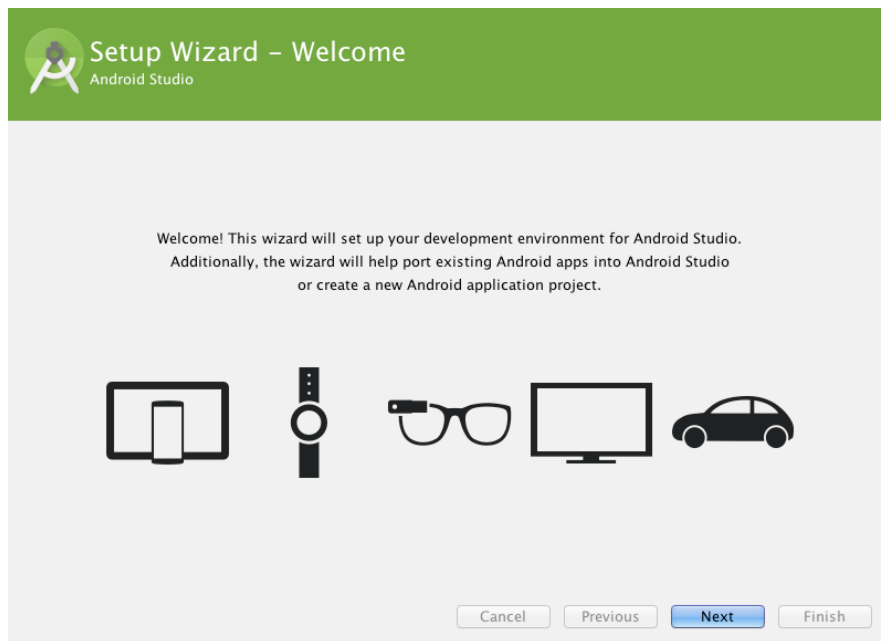 Setup Wizard – Welcome
Android Studio
Welcome! This wizard will set up your development environment for Android Studio.
Additionally, the wizard will help port existing Android apps into Android Studio
or create a new Android application project.
Cancel Previous Next Finish